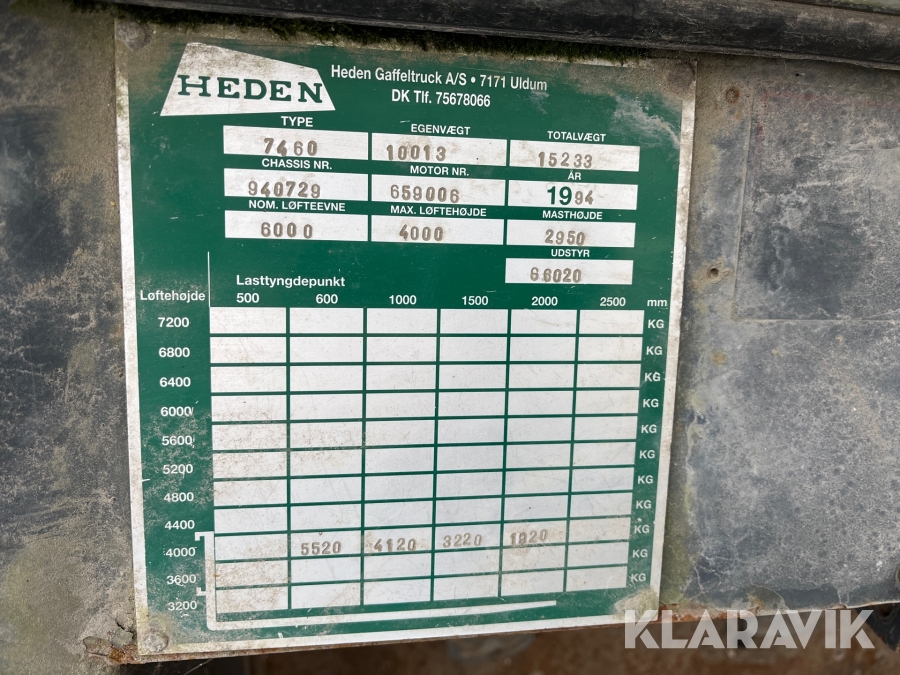 HEDEN
Heden Gaffeltruck A/S • 7171 Uldum
DK Tlf. 75678066
TYPE EGENVÆGT TOTALVÆGT
7460 10013 15233
CHASSIS NR. MOTOR NR. ÅR
940729 659006 1994
NOM. LØFTEEVNE MAX. LØFTEHØJDE MASTHØJDE
6000 4000 2950
UDSTYR
66020
Lasttyngdepunkt
Løftehøjde 500 600 1000 1500 2000 2500 mm
7200 KG
6800 KG
6400 KG
6000 KG
5600 KG
5200 KG
4800 KG
4400 KG
4000 5520 4120 3220 1920 KG
3600 KG
3200
KLARAVIK